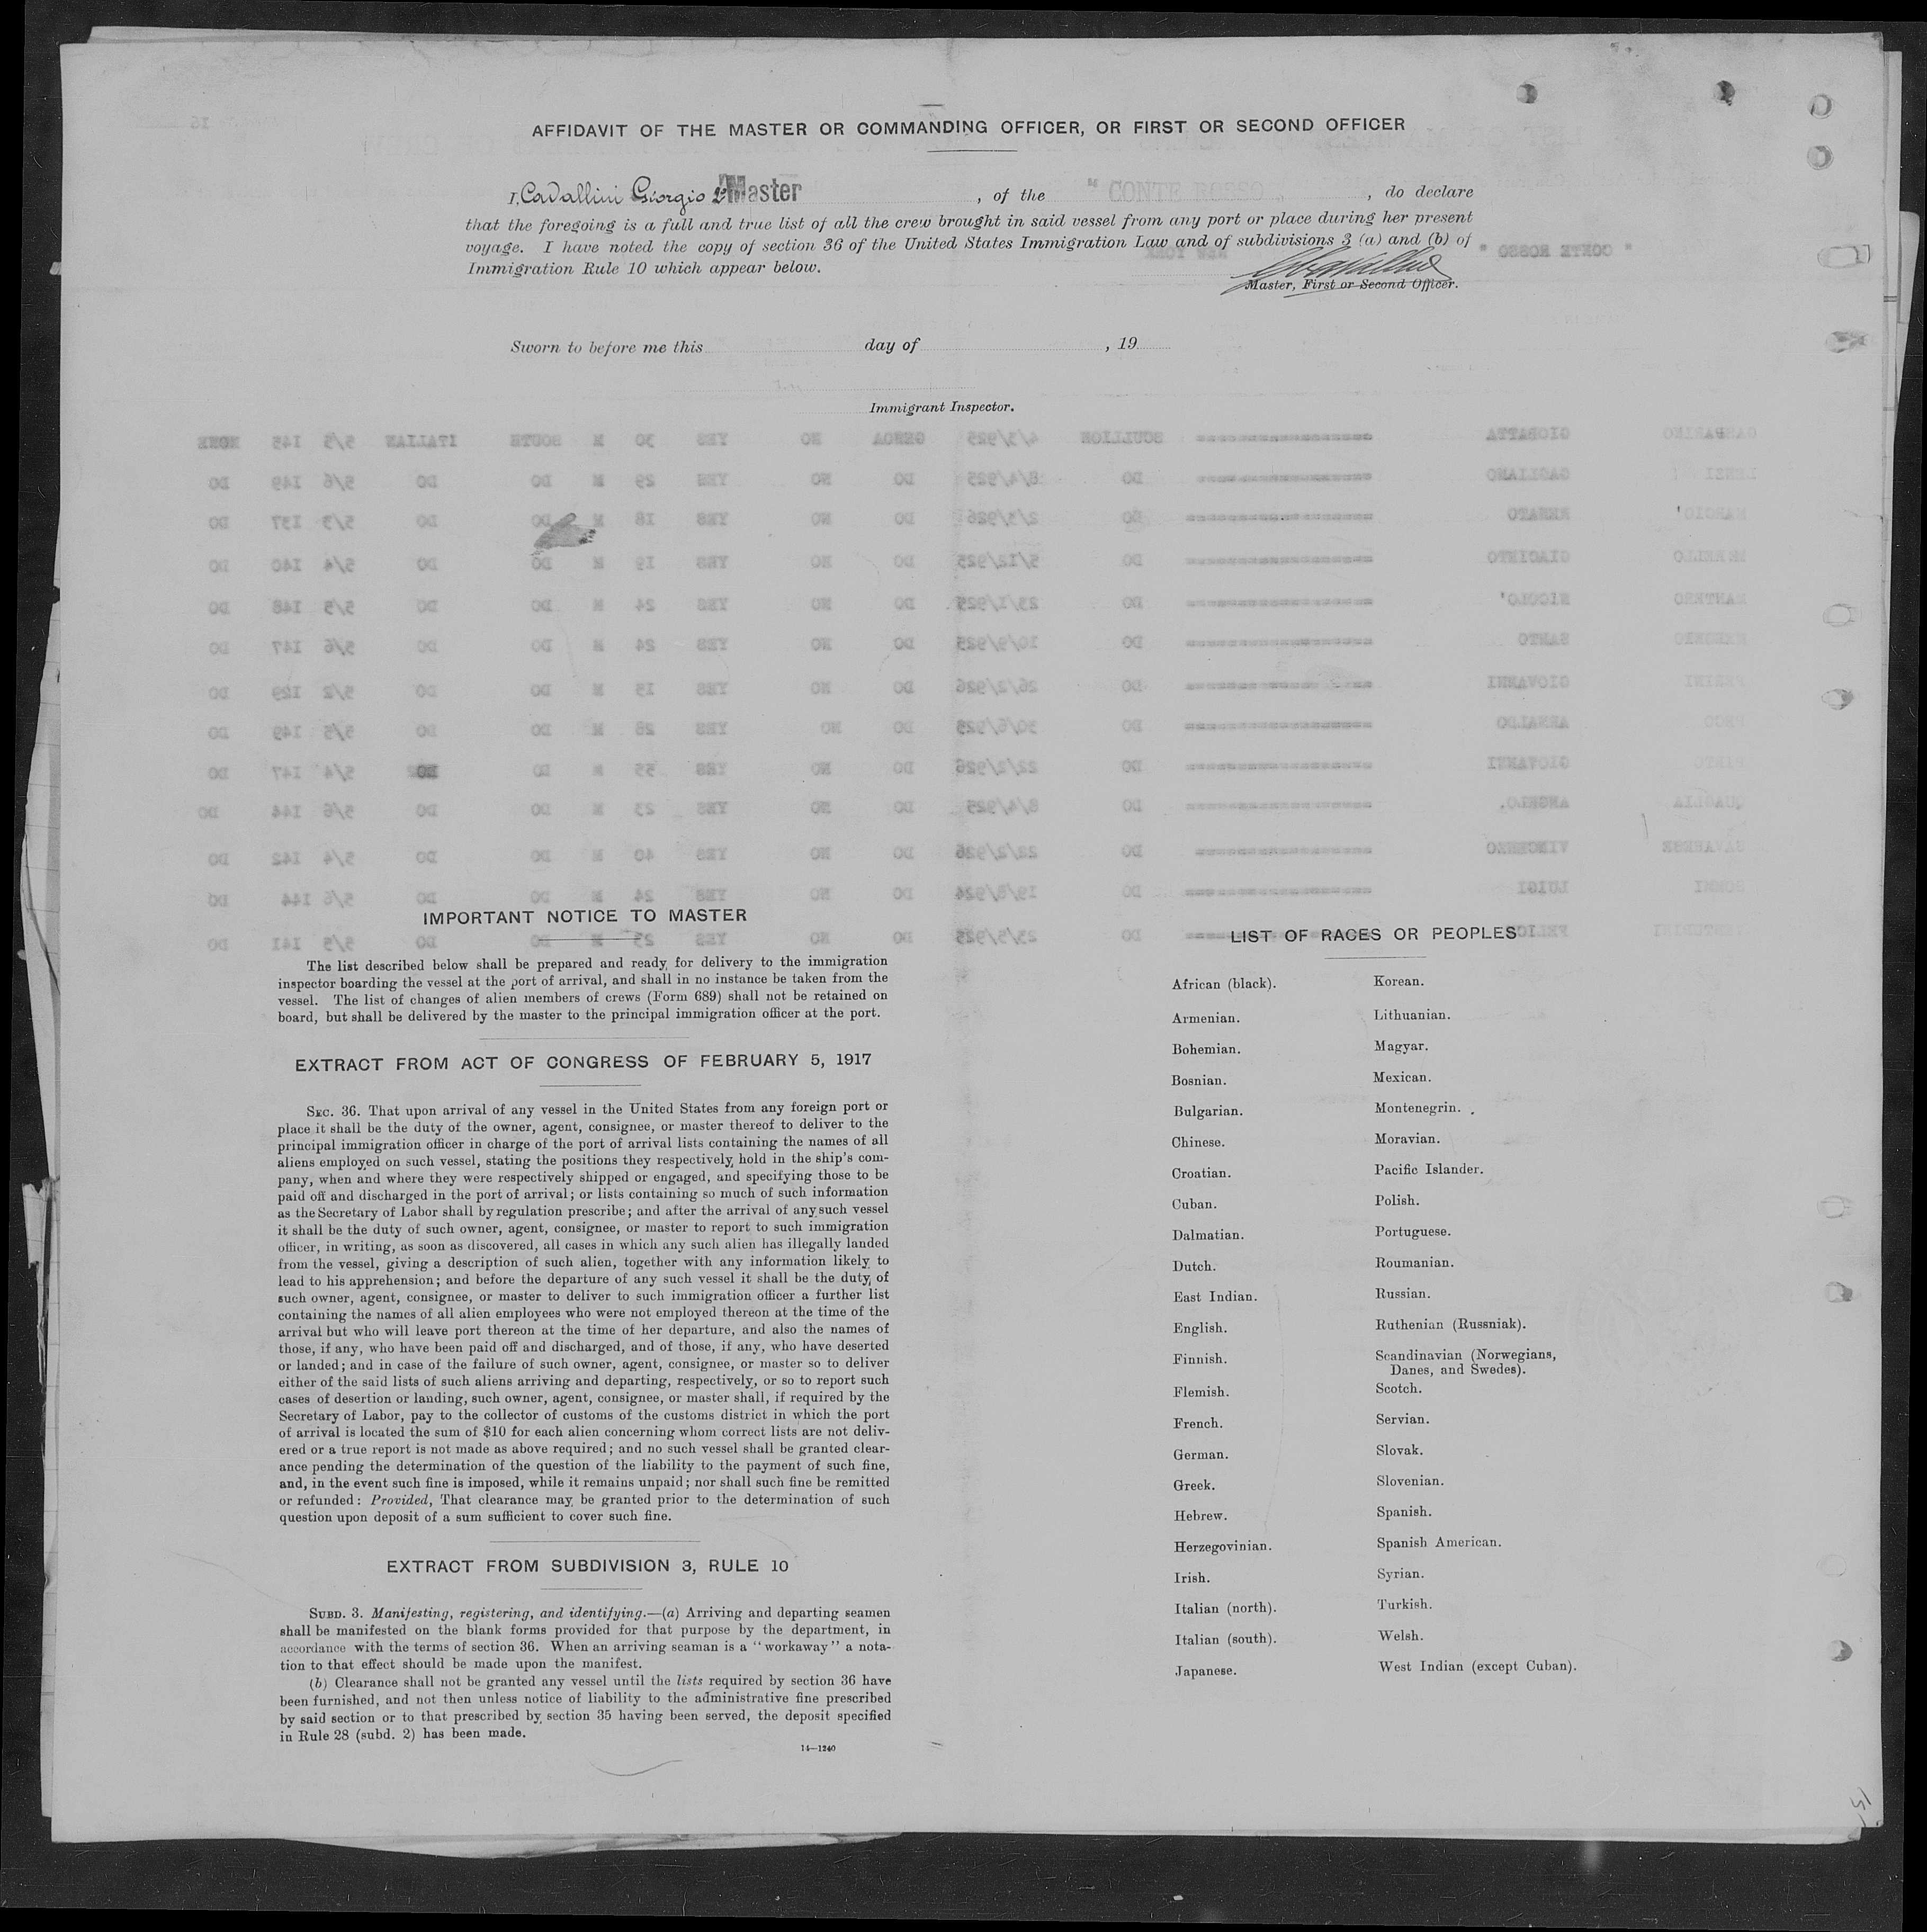 AFFIDAVIT OF THE MASTER OR COMMANDING OFFICER, OR FIRST OR SECOND OFFICER
I, Cavallini Giorgio Master, of the "CONTE ROSSO", do declare
that the foregoing is a full and true list of all the crew brought in said vessel from any port or place during her present
voyage. I have noted the copy of section 36 of the United States Immigration Law and of subdivisions 3 (a) and (b) of
Immigration Rule 10 which appear below.
Master, First or Second Officer.
Sworn to before me this day of , 19
Immigrant Inspector.
IMPORTANT NOTICE TO MASTER
The list described below shall be prepared and ready for delivery to the immigration
inspector boarding the vessel at the port of arrival, and shall in no instance be taken from the
vessel. The list of changes of alien members of crews (Form 689) shall not be retained on
board, but shall be delivered by the master to the principal immigration officer at the port.
EXTRACT FROM ACT OF CONGRESS OF FEBRUARY 5, 1917
SEC. 36. That upon arrival of any vessel in the United States from any foreign port or
place it shall be the duty of the owner, agent, consignee, or master thereof to deliver to the
principal immigration officer in charge of the port of arrival lists containing the names of all
aliens employed on such vessel, stating the positions they respectively hold in the ship's com-
pany, when and where they were respectively shipped or engaged, and specifying those to be
paid off and discharged in the port of arrival; or lists containing so much of such information
as the Secretary of Labor shall by regulation prescribe; and after the arrival of any such vessel
it shall be the duty of such owner, agent, consignee, or master to report to such immigration
officer, in writing, as soon as discovered, all cases in which any such alien has illegally landed
from the vessel, giving a description of such alien, together with any information likely to
lead to his apprehension; and before the departure of any such vessel it shall be the duty of
such owner, agent, consignee, or master to deliver to such immigration officer a further list
containing the names of all alien employees who were not employed thereon at the time of the
arrival but who will leave port thereon at the time of her departure, and also the names of
those, if any, who have been paid off and discharged, and of those, if any, who have deserted
or landed; and in case of the failure of such owner, agent, consignee, or master so to deliver
either of the said lists of such aliens arriving and departing, respectively, or so to report such
cases of desertion or landing, such owner, agent, consignee, or master shall, if required by the
Secretary of Labor, pay to the collector of customs of the customs district in which the port
of arrival is located the sum of $10 for each alien concerning whom correct lists are not deliv-
ered or a true report is not made as above required; and no such vessel shall be granted clear-
ance pending the determination of the question of the liability to the payment of such fine,
and, in the event such fine is imposed, while it remains unpaid; nor shall such fine be remitted
or refunded: Provided, That clearance may be granted prior to the determination of such
question upon deposit of a sum sufficient to cover such fine.
EXTRACT FROM SUBDIVISION 3, RULE 10
SUBD. 3. Manifesting, registering, and identifying.—(a) Arriving and departing seamen
shall be manifested on the blank forms provided for that purpose by the department, in
accordance with the terms of section 36. When an arriving seaman is a "workaway" a nota-
tion to that effect should be made upon the manifest.
(b) Clearance shall not be granted any vessel until the lists required by section 36 have
been furnished, and not then unless notice of liability to the administrative fine prescribed
by said section or to that prescribed by section 35 having been served, the deposit specified
in Rule 28 (subd. 2) has been made.
14—1240
LIST OF RACES OR PEOPLES
African (black).
Armenian.
Bohemian.
Bosnian.
Bulgarian.
Chinese.
Croatian.
Cuban.
Dalmatian.
Dutch.
East Indian.
English.
Finnish.
Flemish.
French.
German.
Greek.
Hebrew.
Herzegovinian.
Irish.
Italian (north).
Italian (south).
Japanese.
Korean.
Lithuanian.
Magyar.
Mexican.
Montenegrin.
Moravian.
Pacific Islander.
Polish.
Portuguese.
Roumanian.
Russian.
Ruthenian (Russniak).
Scandinavian (Norwegians,
Danes, and Swedes).
Scotch.
Servian.
Slovak.
Slovenian.
Spanish.
Spanish American.
Syrian.
Turkish.
Welsh.
West Indian (except Cuban).